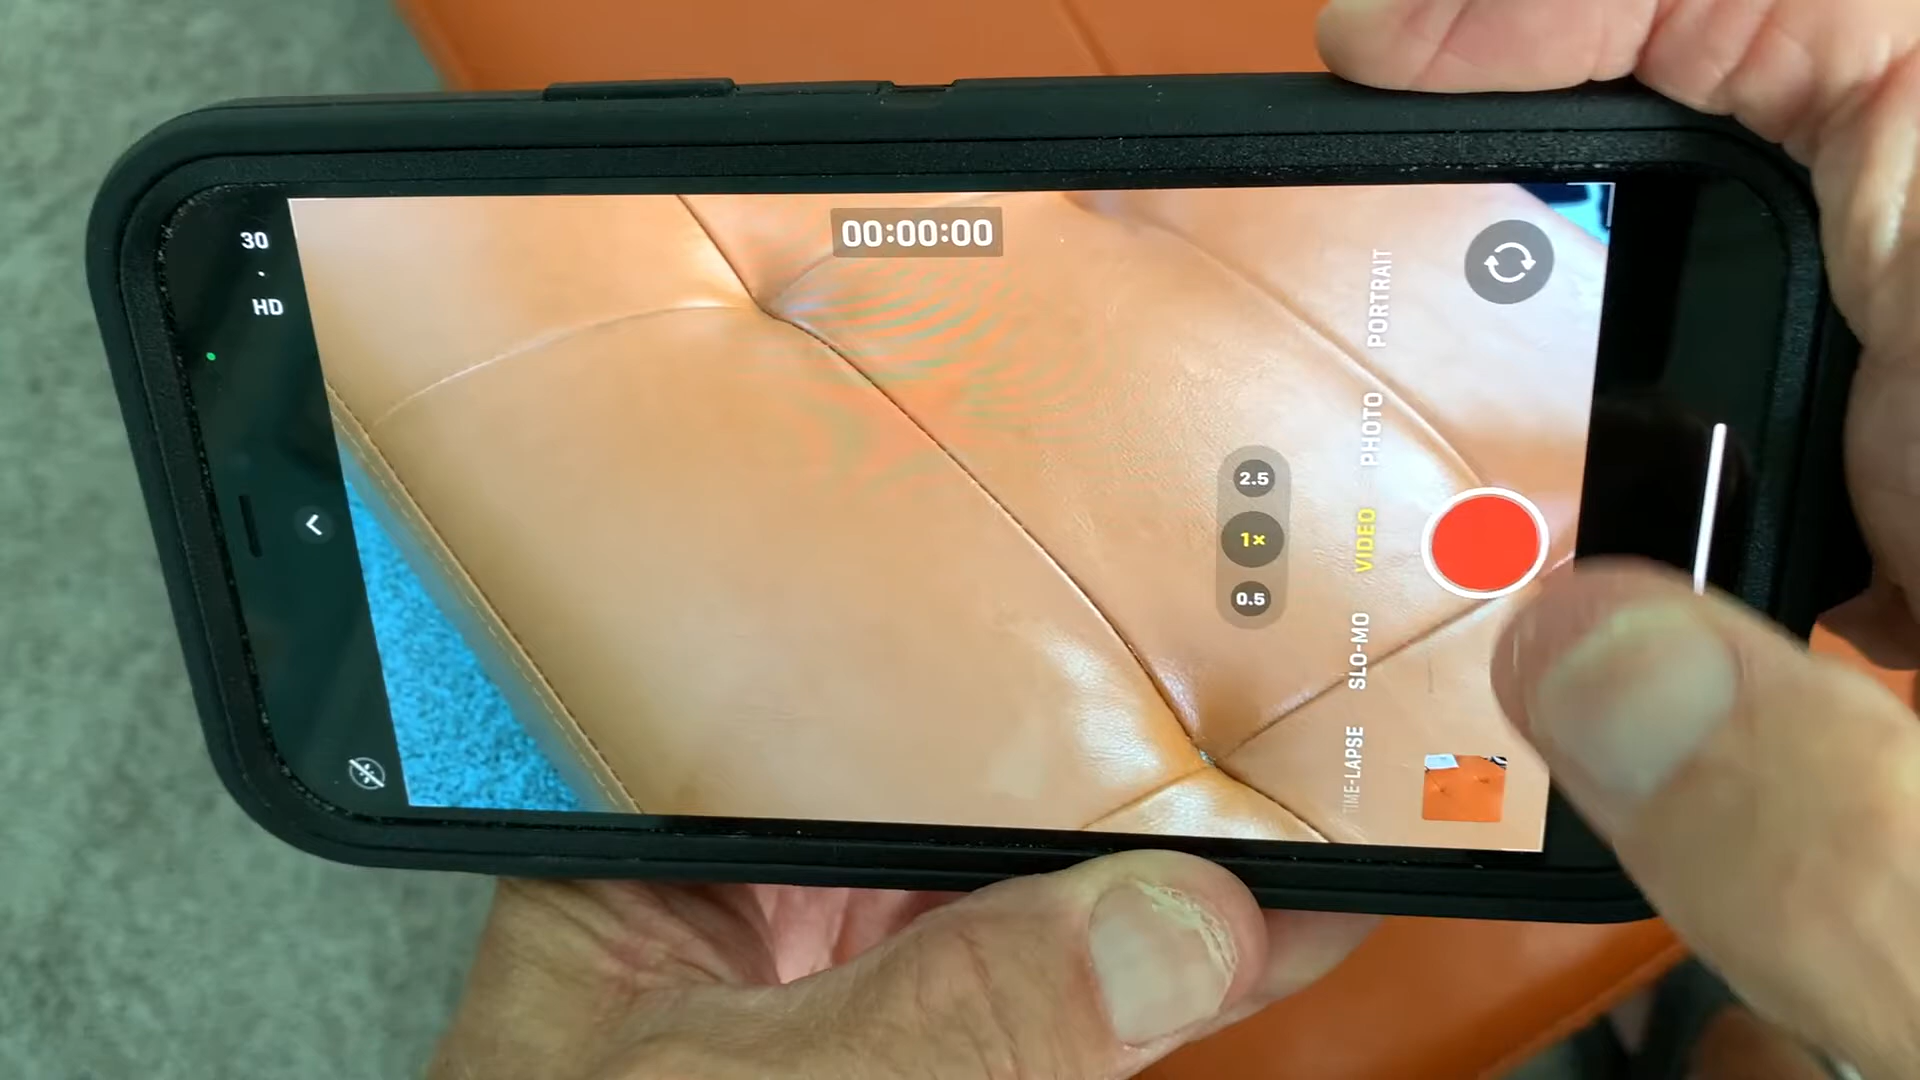 30
HD
00:00:00
2.5
1×
0.5
PORTRAIT
PHOTO
VIDEO
SLO-MO
TIME-LAPSE